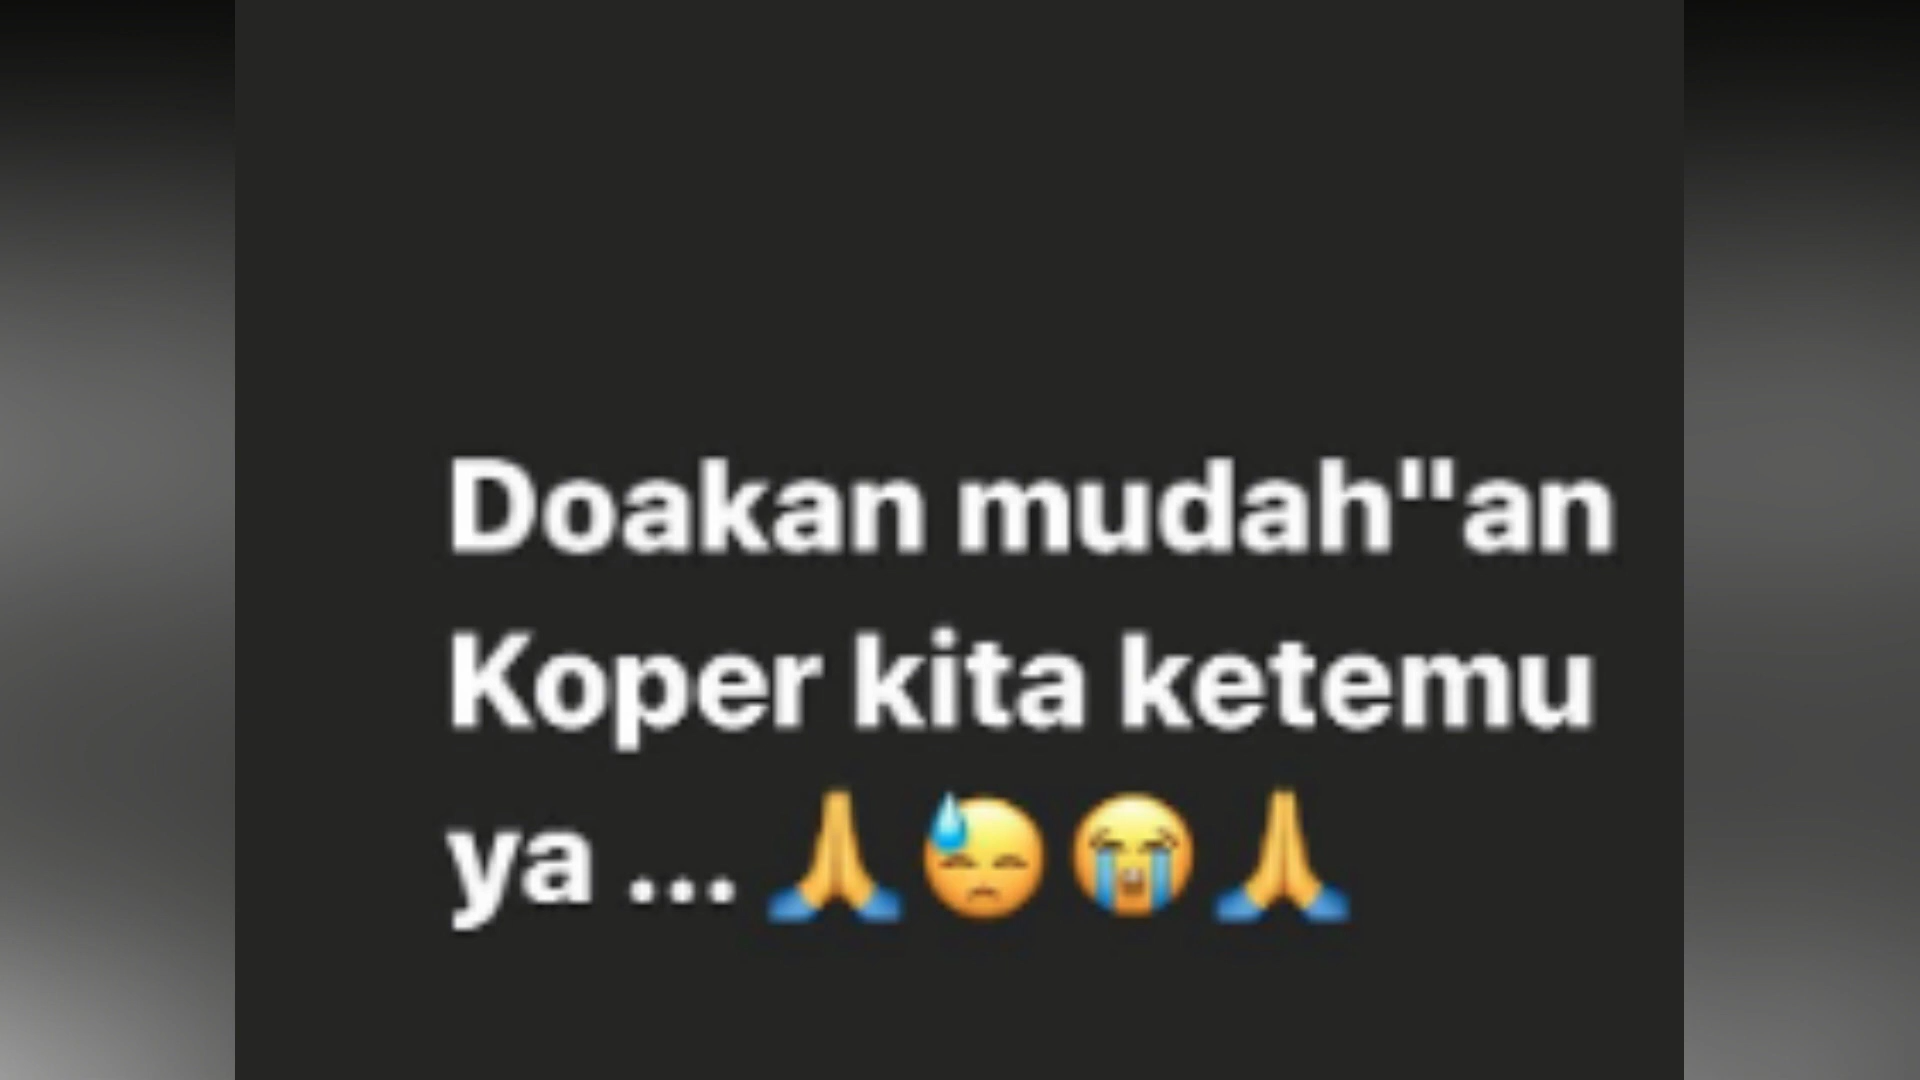 Doakan mudah"an
Koper kita ketemu
ya ... 🙏😓😭🙏